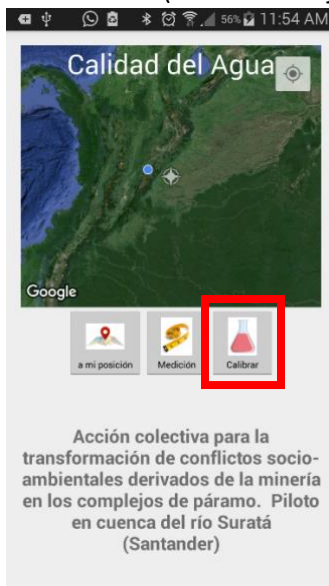 56% 11:54 AM
Calidad del Agua
Google
a mi posición
Medición
Calibrar
Acción colectiva para la
transformación de conflictos socio-
ambientales derivados de la minería
en los complejos de páramo.  Piloto
en cuenca del río Suratá
(Santander)